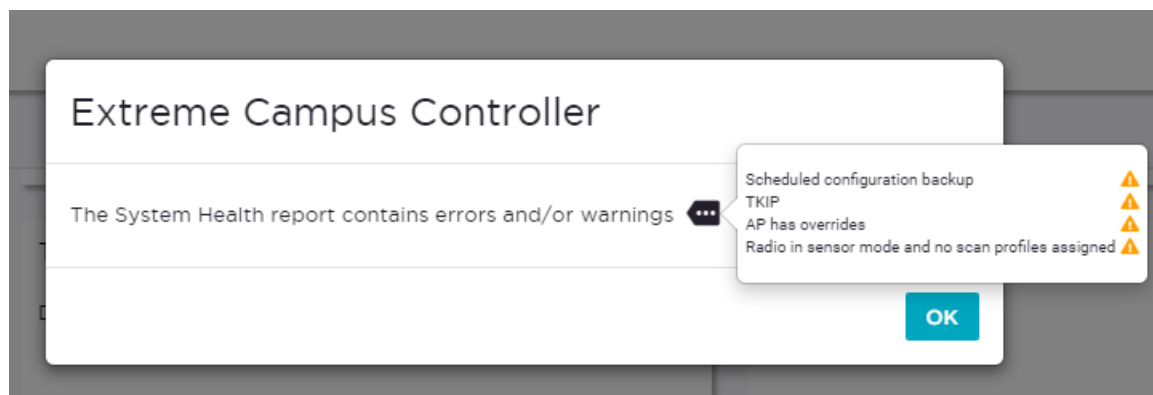 Extreme Campus Controller
The System Health report contains errors and/or warnings
Scheduled configuration backup
TKIP
AP has overrides
Radio in sensor mode and no scan profiles assigned
OK